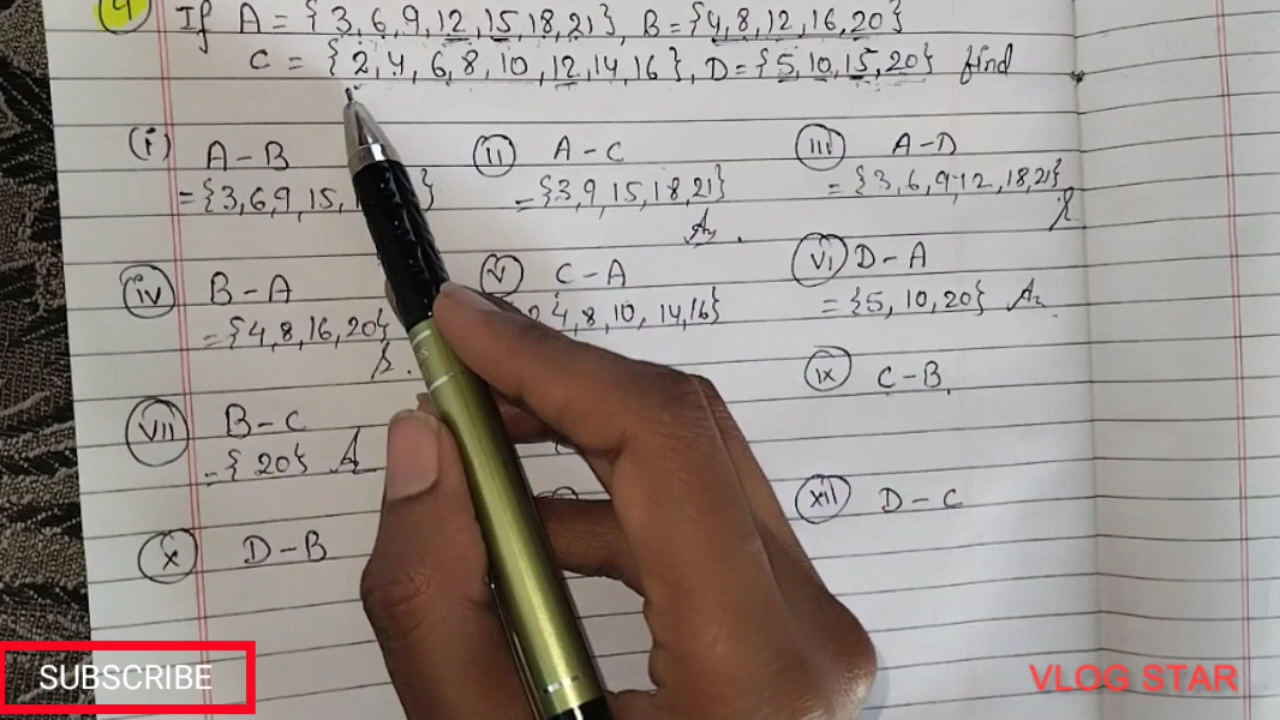 4 If A = {3, 6, 9, 12, 15, 18, 21}, B = {4, 8, 12, 16, 20}
C = {2, 4, 6, 8, 10, 12, 14, 16}, D = {5, 10, 15, 20} find
(i) A - B (ii) A - C (iii) A - D
= {3, 6, 9, 15, } = {3, 9, 15, 18, 21} = {3, 6, 9, 12, 18, 21}
(iv) B - A (v) C - A (vi) D - A
= {4, 8, 16, 20} 4, 8, 10, 14, 16} = {5, 10, 20}
(vii) B - C (ix) C - B
= {20}
(x) D - B (xii) D - C
SUBSCRIBE
VLOG STAR